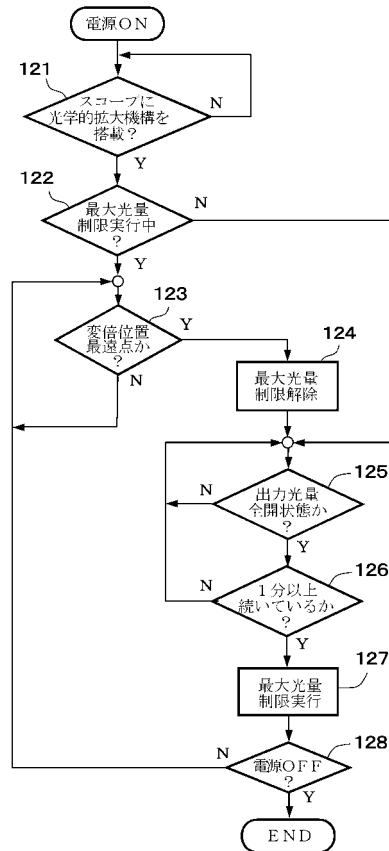 電源ON
121
スコープに
光学的拡大機構を
搭載？
N
Y
122
最大光量
制限実行中
？
N
Y
123
変倍位置
最遠点か
？
Y
N
124
最大光量
制限解除
125
出力光量
全開状態か
？
N
Y
126
１分以上
続いているか
？
N
Y
127
最大光量
制限実行
128
電源OFF
？
N
Y
END